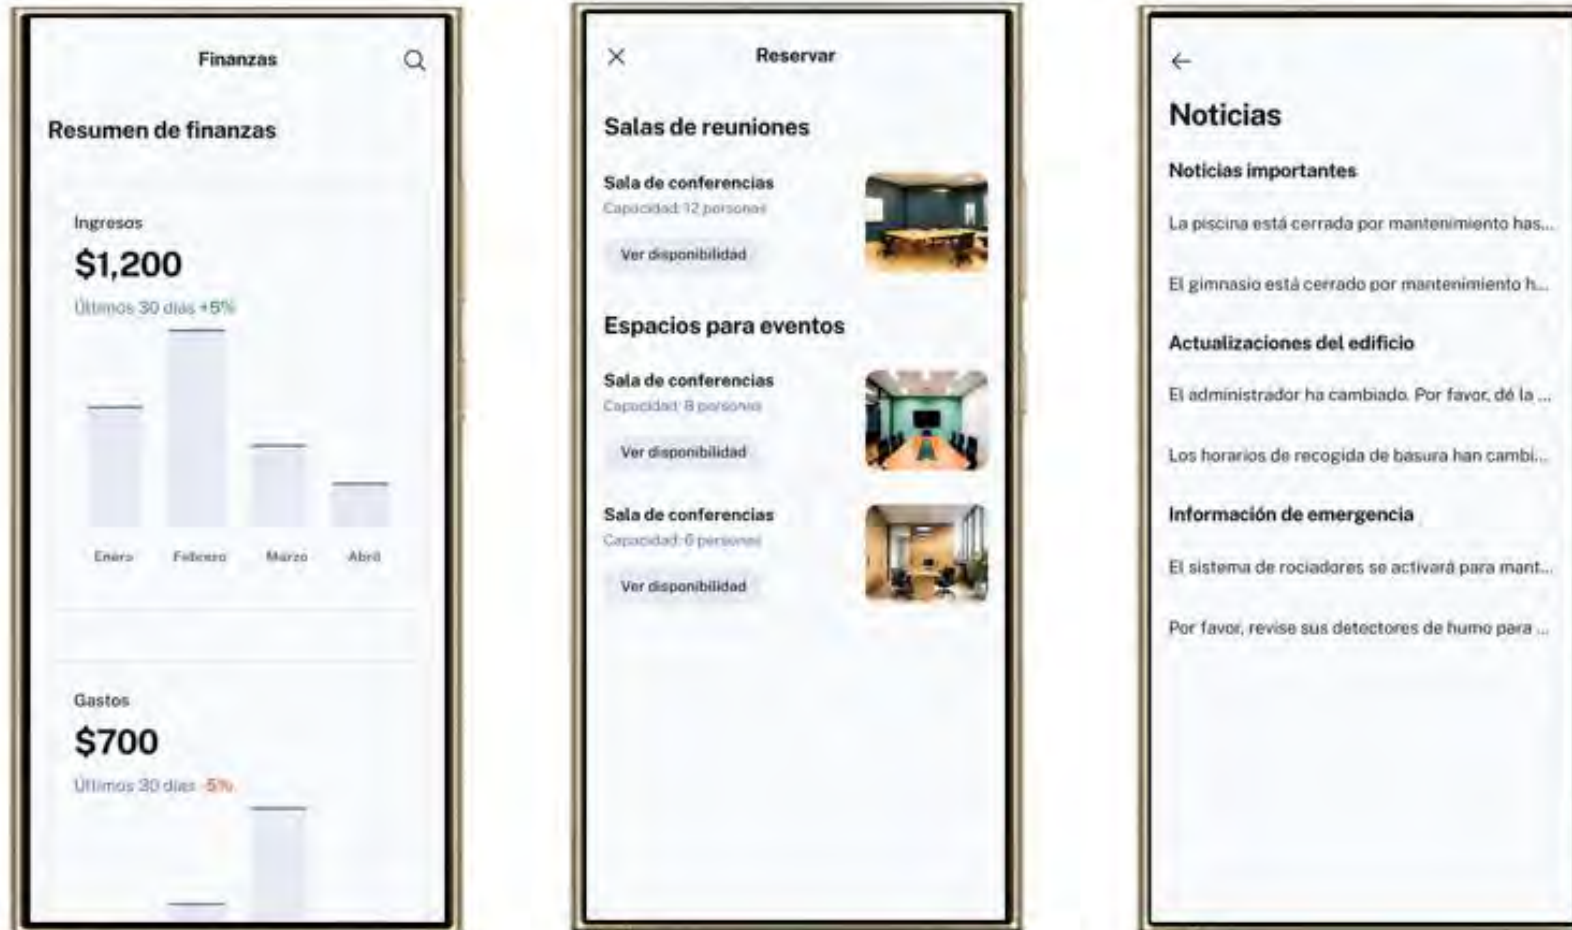 Finanzas
Resumen de finanzas
Ingresos
$1,200
Últimos 30 días +5%
Enero Febrero Marzo Abril
Gastos
$700
Últimos 30 días -5%
Reservar
Salas de reuniones
Sala de conferencias
Capacidad: 12 personas
Ver disponibilidad
Espacios para eventos
Sala de conferencias
Capacidad: 8 personas
Ver disponibilidad
Sala de conferencias
Capacidad: 6 personas
Ver disponibilidad
Noticias
Noticias importantes
La piscina está cerrada por mantenimiento has...
El gimnasio está cerrado por mantenimiento h...
Actualizaciones del edificio
El administrador ha cambiado. Por favor, dé la ...
Los horarios de recogida de basura han cambi...
Información de emergencia
El sistema de rociadores se activará para mant...
Por favor, revise sus detectores de humo para ...